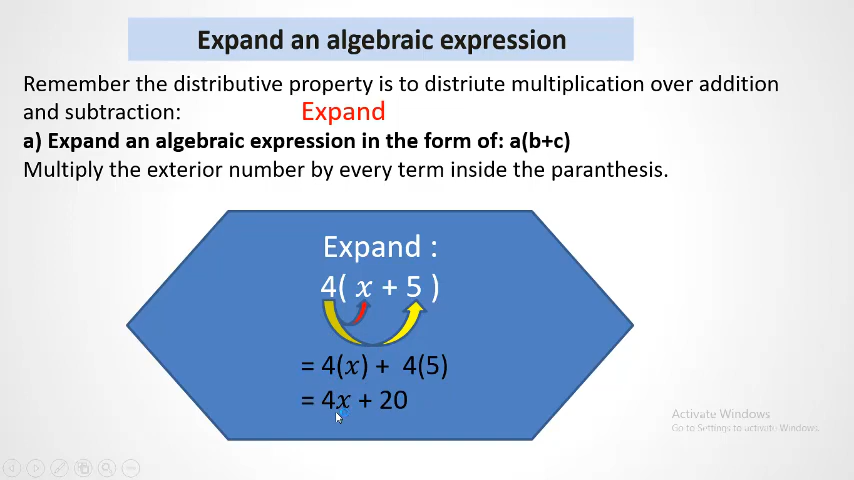 Expand an algebraic expression
Remember the distributive property is to distriute multiplication over addition
and subtraction:
Expand
a) Expand an algebraic expression in the form of: a(b+c)
Multiply the exterior number by every term inside the paranthesis.
Expand :
4( x + 5 )
= 4(x) + 4(5)
= 4x + 20
Activate Windows
Go to Settings to activate Windows.